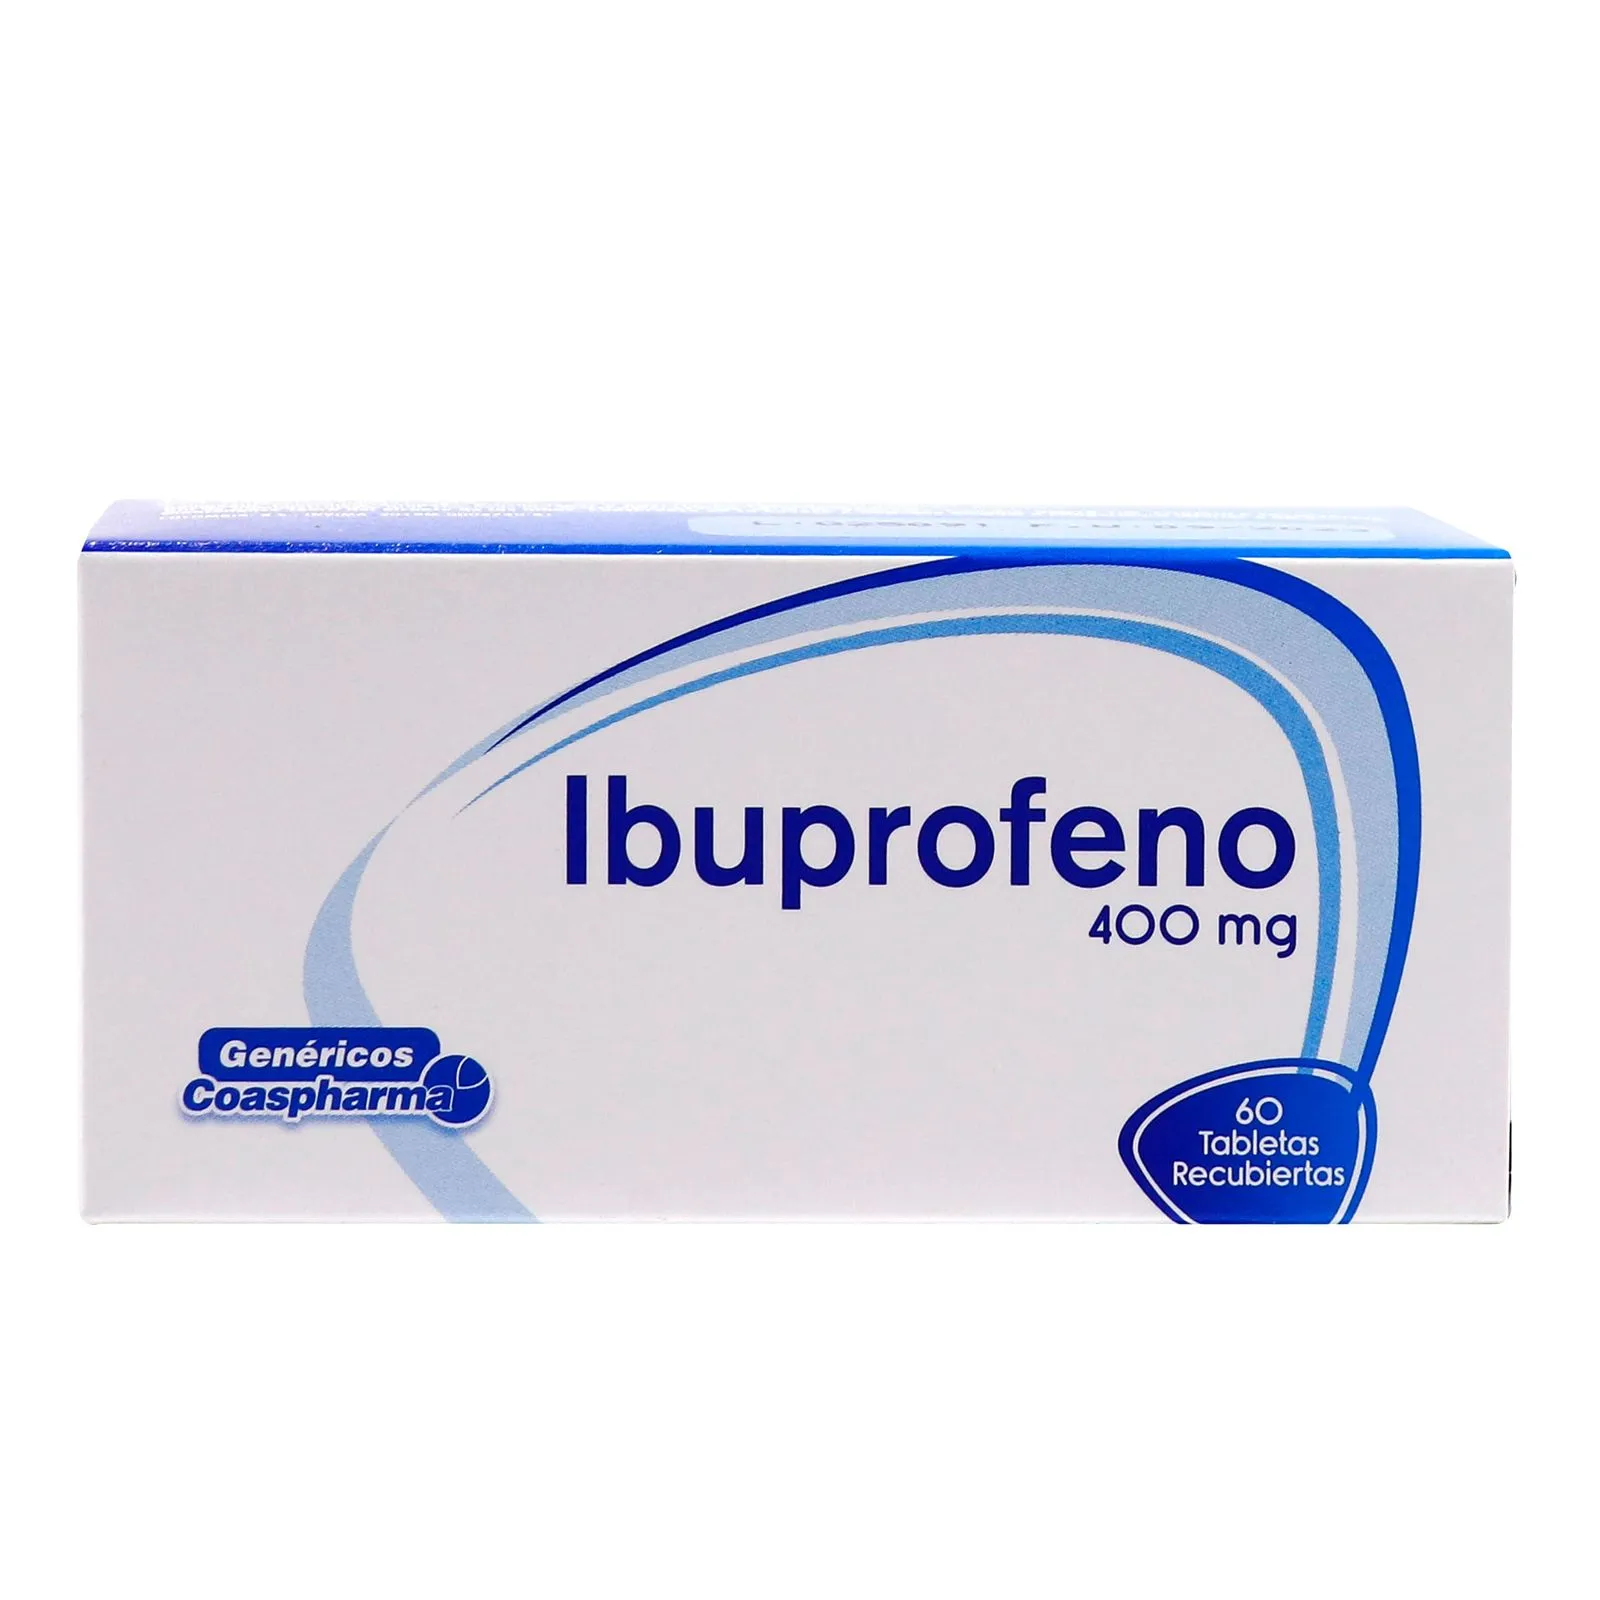 Ibuprofeno
400 mg
Genéricos
Coaspharma
60
Tabletas
Recubiertas